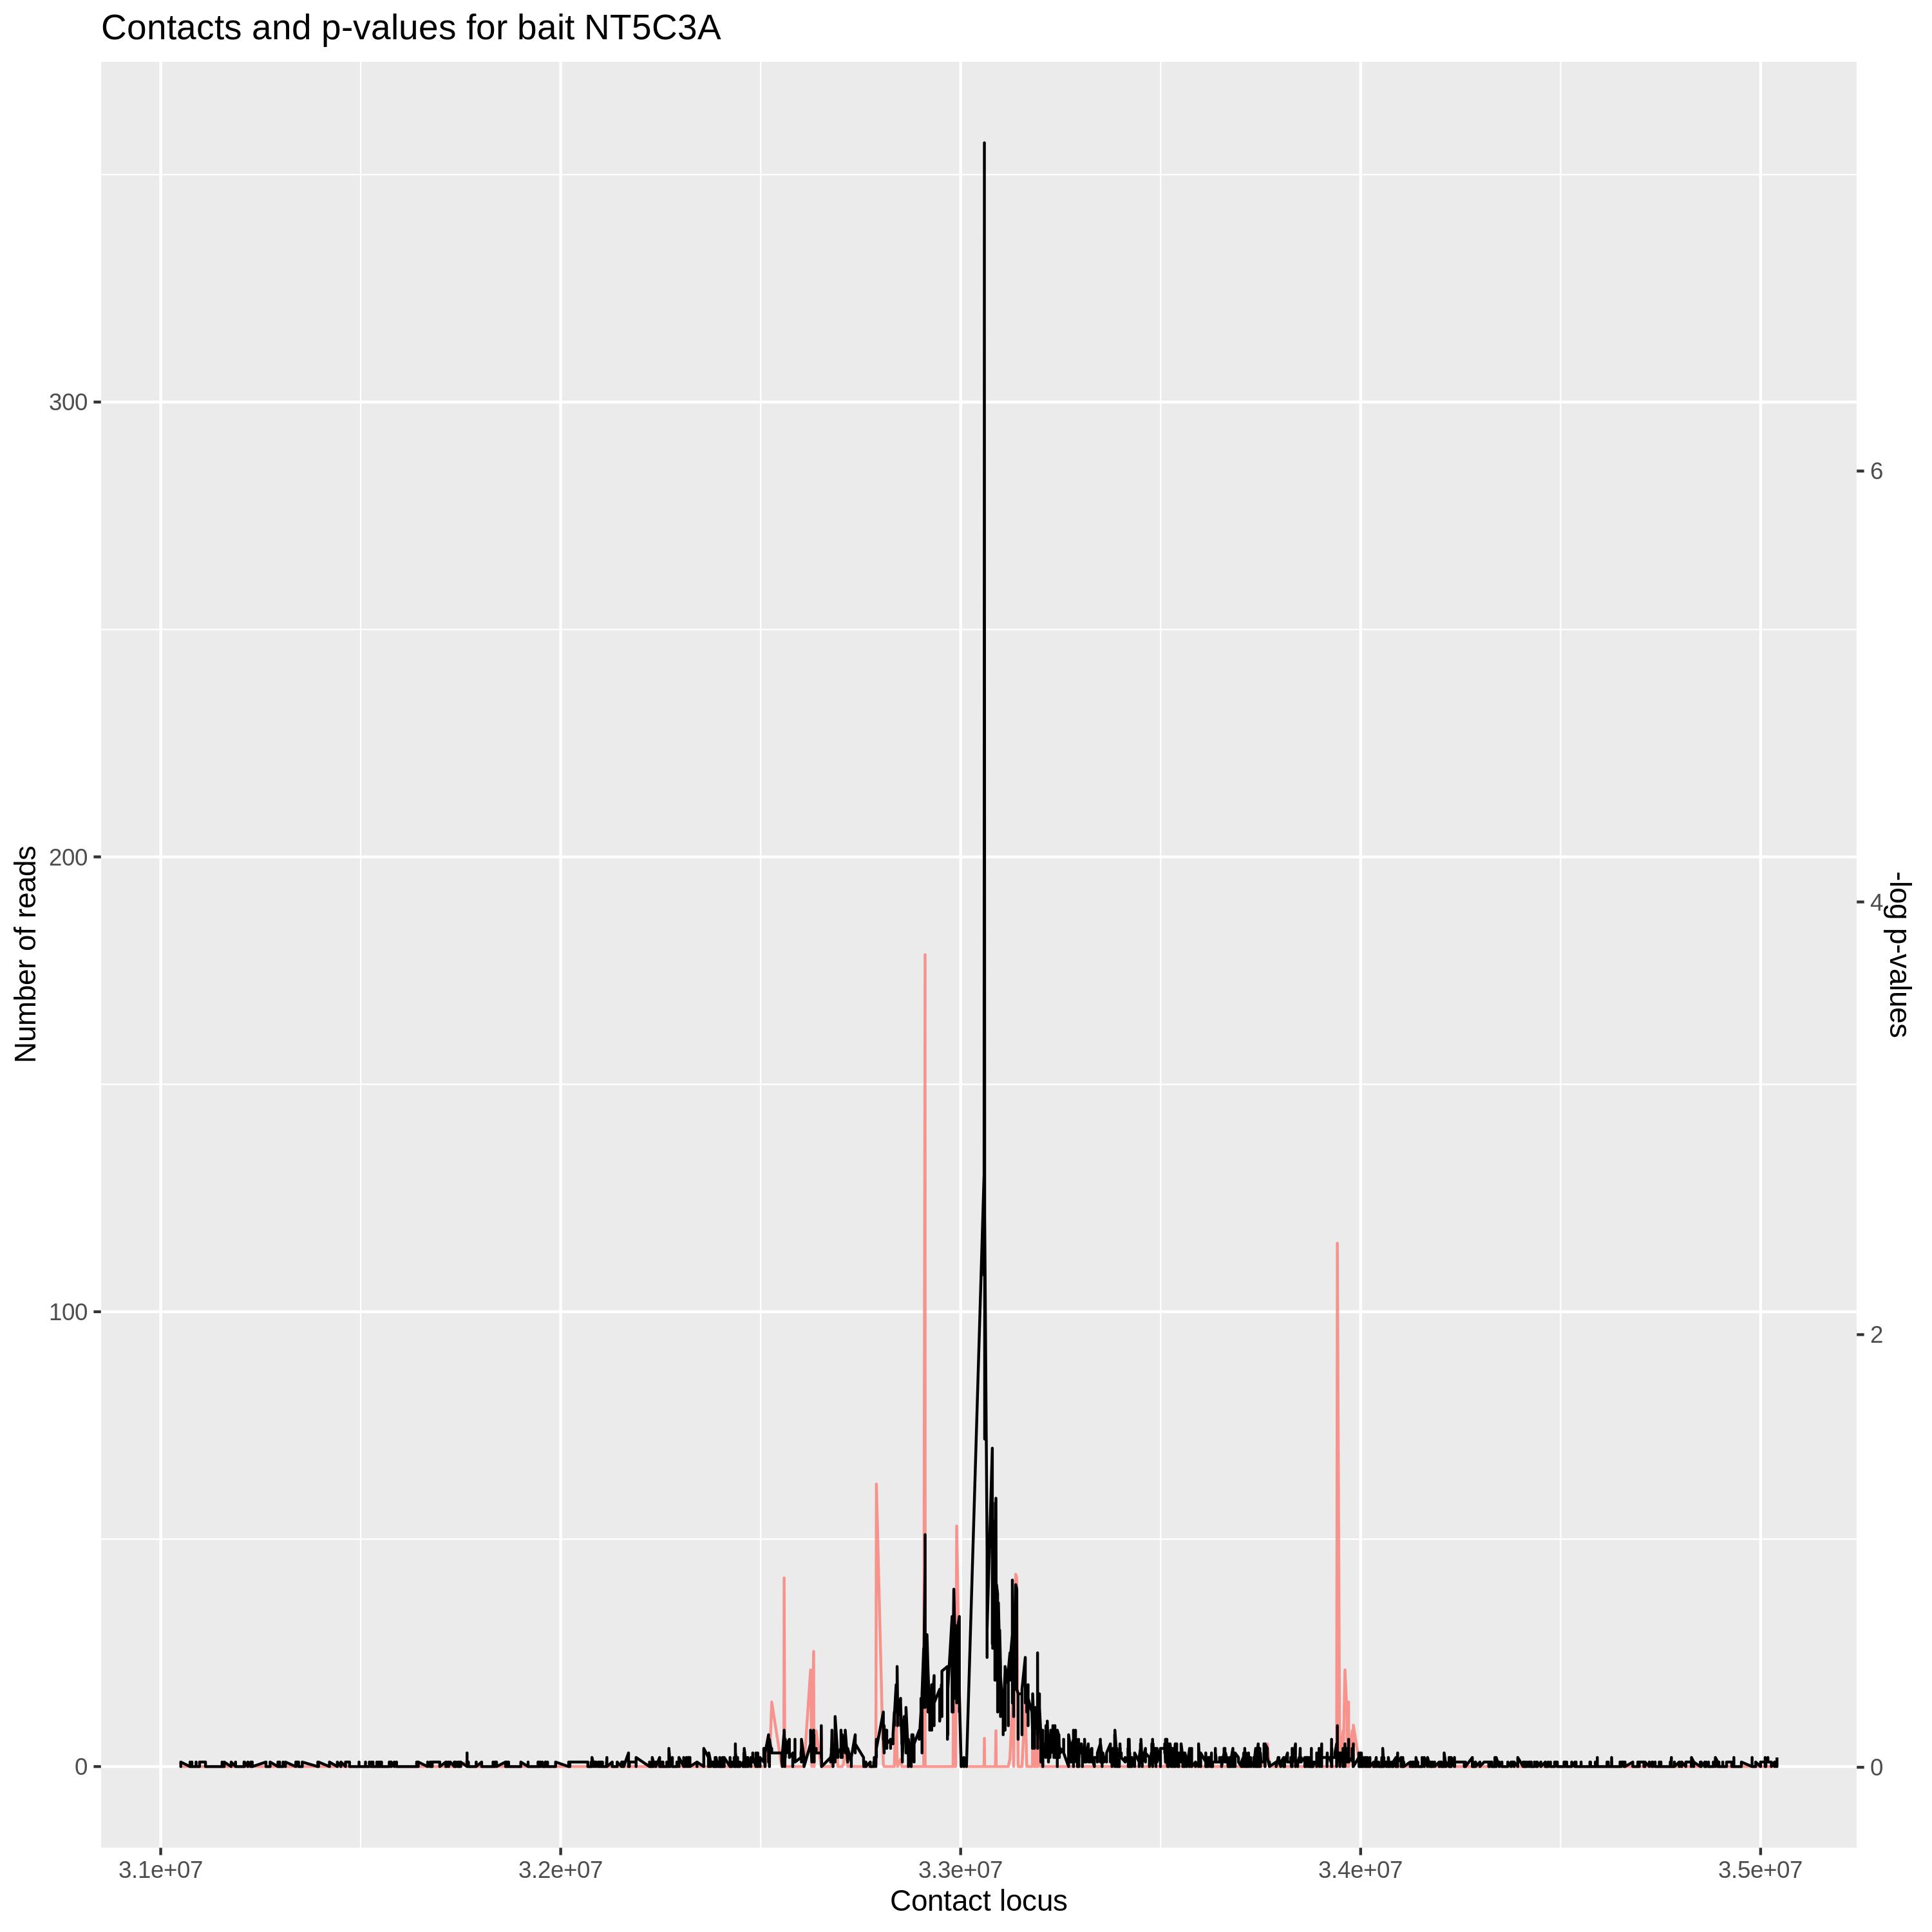 Contacts and p-values for bait NT5C3A
Number of reads
300
200
100
0
6
4
2
0
-log p-values
3.1e+07
3.2e+07
3.3e+07
3.4e+07
3.5e+07
Contact locus